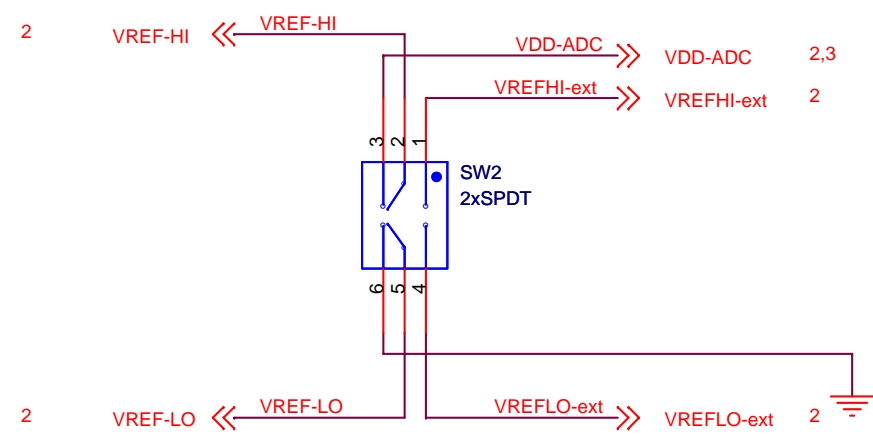 2 VREF-HI VREF-HI
VDD-ADC VDD-ADC 2,3
VREFHI-ext VREFHI-ext 2
3 2 1
SW2
2xSPDT
6 5 4
2 VREF-LO VREF-LO VREFLO-ext VREFLO-ext 2